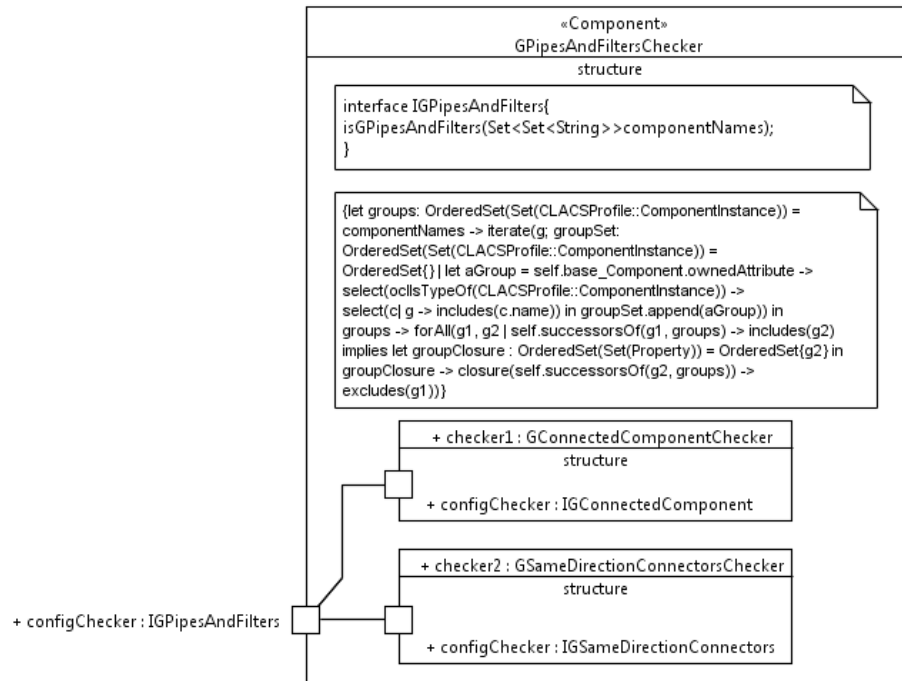 «Component»
GPipesAndFiltersChecker
structure
interface IGPipesAndFilters{
isGPipesAndFilters(Set<Set<String>>componentNames);
}
{let groups: OrderedSet(Set(CLACSProfile::ComponentInstance)) =
componentNames -> iterate(g; groupSet:
OrderedSet(Set(CLACSProfile::ComponentInstance)) =
OrderedSet{} | let aGroup = self.base_Component.ownedAttribute ->
select(oclIsTypeOf(CLACSProfile::ComponentInstance)) ->
select(c| g -> includes(c.name)) in groupSet.append(aGroup)) in
groups -> forAll(g1, g2 | self.successorsOf(g1, groups) -> includes(g2)
implies let groupClosure : OrderedSet(Set(Property)) = OrderedSet{g2} in
groupClosure -> closure(self.successorsOf(g2, groups)) ->
excludes(g1))}
+ checker1 : GConnectedComponentChecker
structure
+ configChecker : IGConnectedComponent
+ checker2 : GSameDirectionConnectorsChecker
structure
+ configChecker : IGPipesAndFilters
+ configChecker : IGSameDirectionConnectors